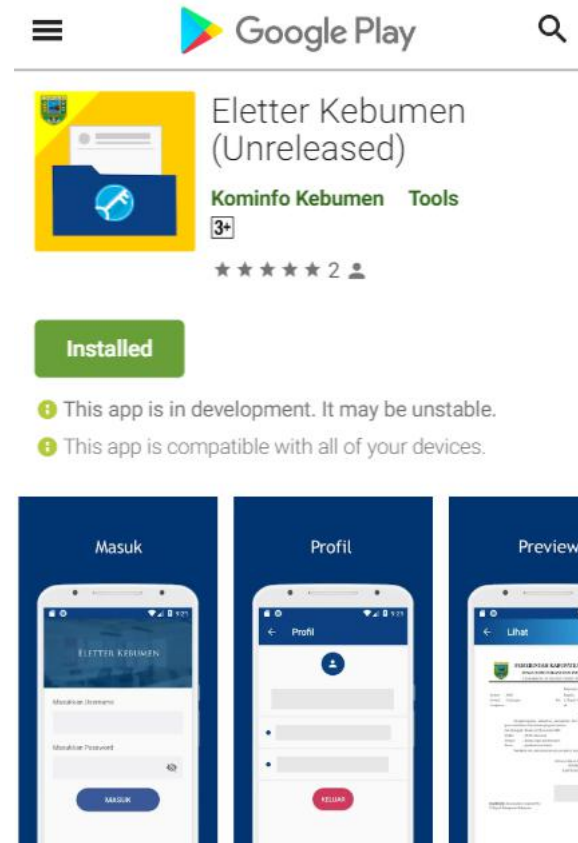 Google Play
Eletter Kebumen
(Unreleased)
Kominfo Kebumen Tools
3+
2
Installed
This app is in development. It may be unstable.
This app is compatible with all of your devices.
Masuk
Profil
Preview
ELETTER KEBUMEN
Masukkan Username
Masukkan Password
MASUK
Profil
KELUAR
Lihat